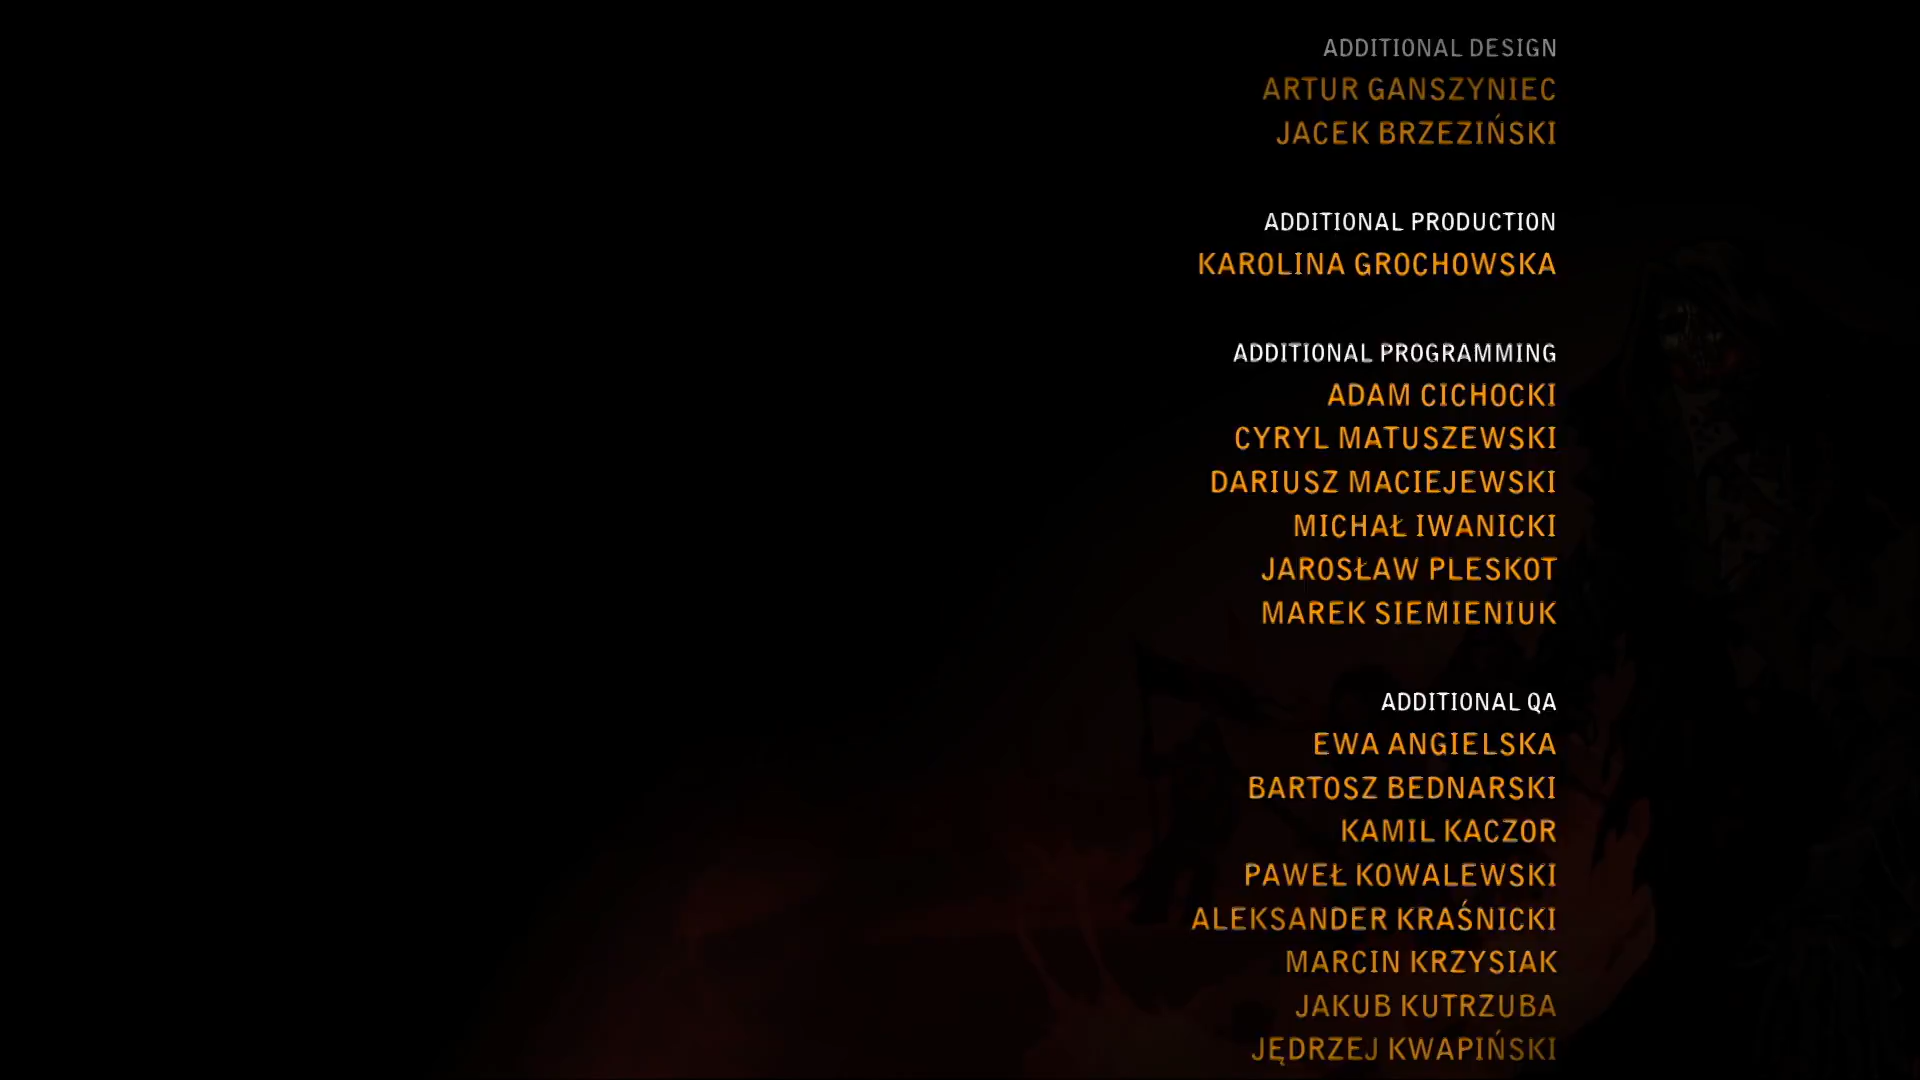 ADDITIONAL DESIGN
ARTUR GANSZYNIEC
JACEK BRZEZIŃSKI
ADDITIONAL PRODUCTION
KAROLINA GROCHOWSKA
ADDITIONAL PROGRAMMING
ADAM CICHOCKI
CYRYL MATUSZEWSKI
DARIUSZ MACIEJEWSKI
MICHAŁ IWANICKI
JAROSŁAW PLESKOT
MAREK SIEMIENIUK
ADDITIONAL QA
EWA ANGIELSKA
BARTOSZ BEDNARSKI
KAMIL KACZOR
PAWEŁ KOWALEWSKI
ALEKSANDER KRAŚNICKI
MARCIN KRZYSIAK
JAKUB KUTRZUBA
JĘDRZEJ KWAPIŃSKI